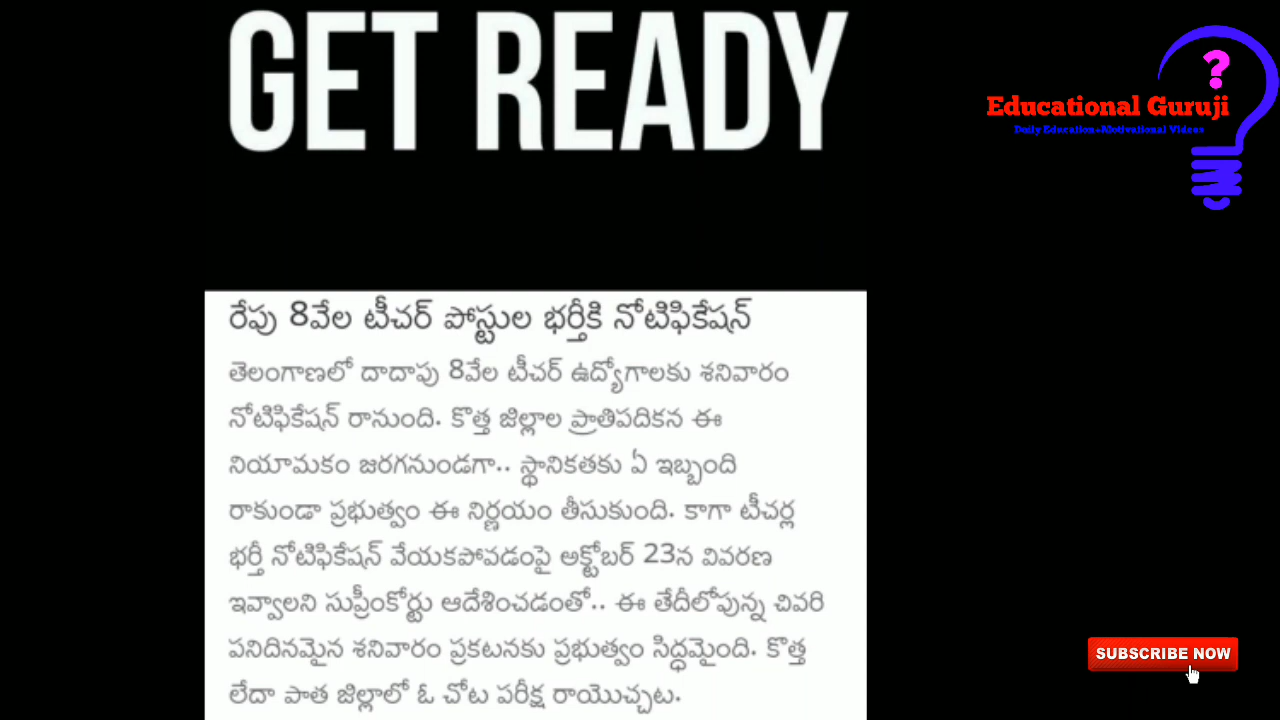 GET READY
?
Educational Guruji
Daily Education+Motivational Videos
రేపు 8వేల టీచర్ పోస్టుల భర్తీకి నోటిఫికేషన్
తెలంగాణలో దాదాపు 8వేల టీచర్ ఉద్యోగాలకు శనివారం
నోటిఫికేషన్ రానుంది. కొత్త జిల్లాల ప్రాతిపదికన ఈ
నియామకం జరగనుండగా.. స్థానికతకు ఏ ఇబ్బంది
రాకుండా ప్రభుత్వం ఈ నిర్ణయం తీసుకుంది. కాగా టీచర్ల
భర్తీ నోటిఫికేషన్ వేయకపోవడంపై అక్టోబర్ 23న వివరణ
ఇవ్వాలని సుప్రీంకోర్టు ఆదేశించడంతో.. ఈ తేదీలోపున్న చివరి
పనిదినమైన శనివారం ప్రకటనకు ప్రభుత్వం సిద్ధమైంది. కొత్త
లేదా పాత జిల్లాలో ఓ చోట పరీక్ష రాయొచ్చట.
SUBSCRIBE NOW